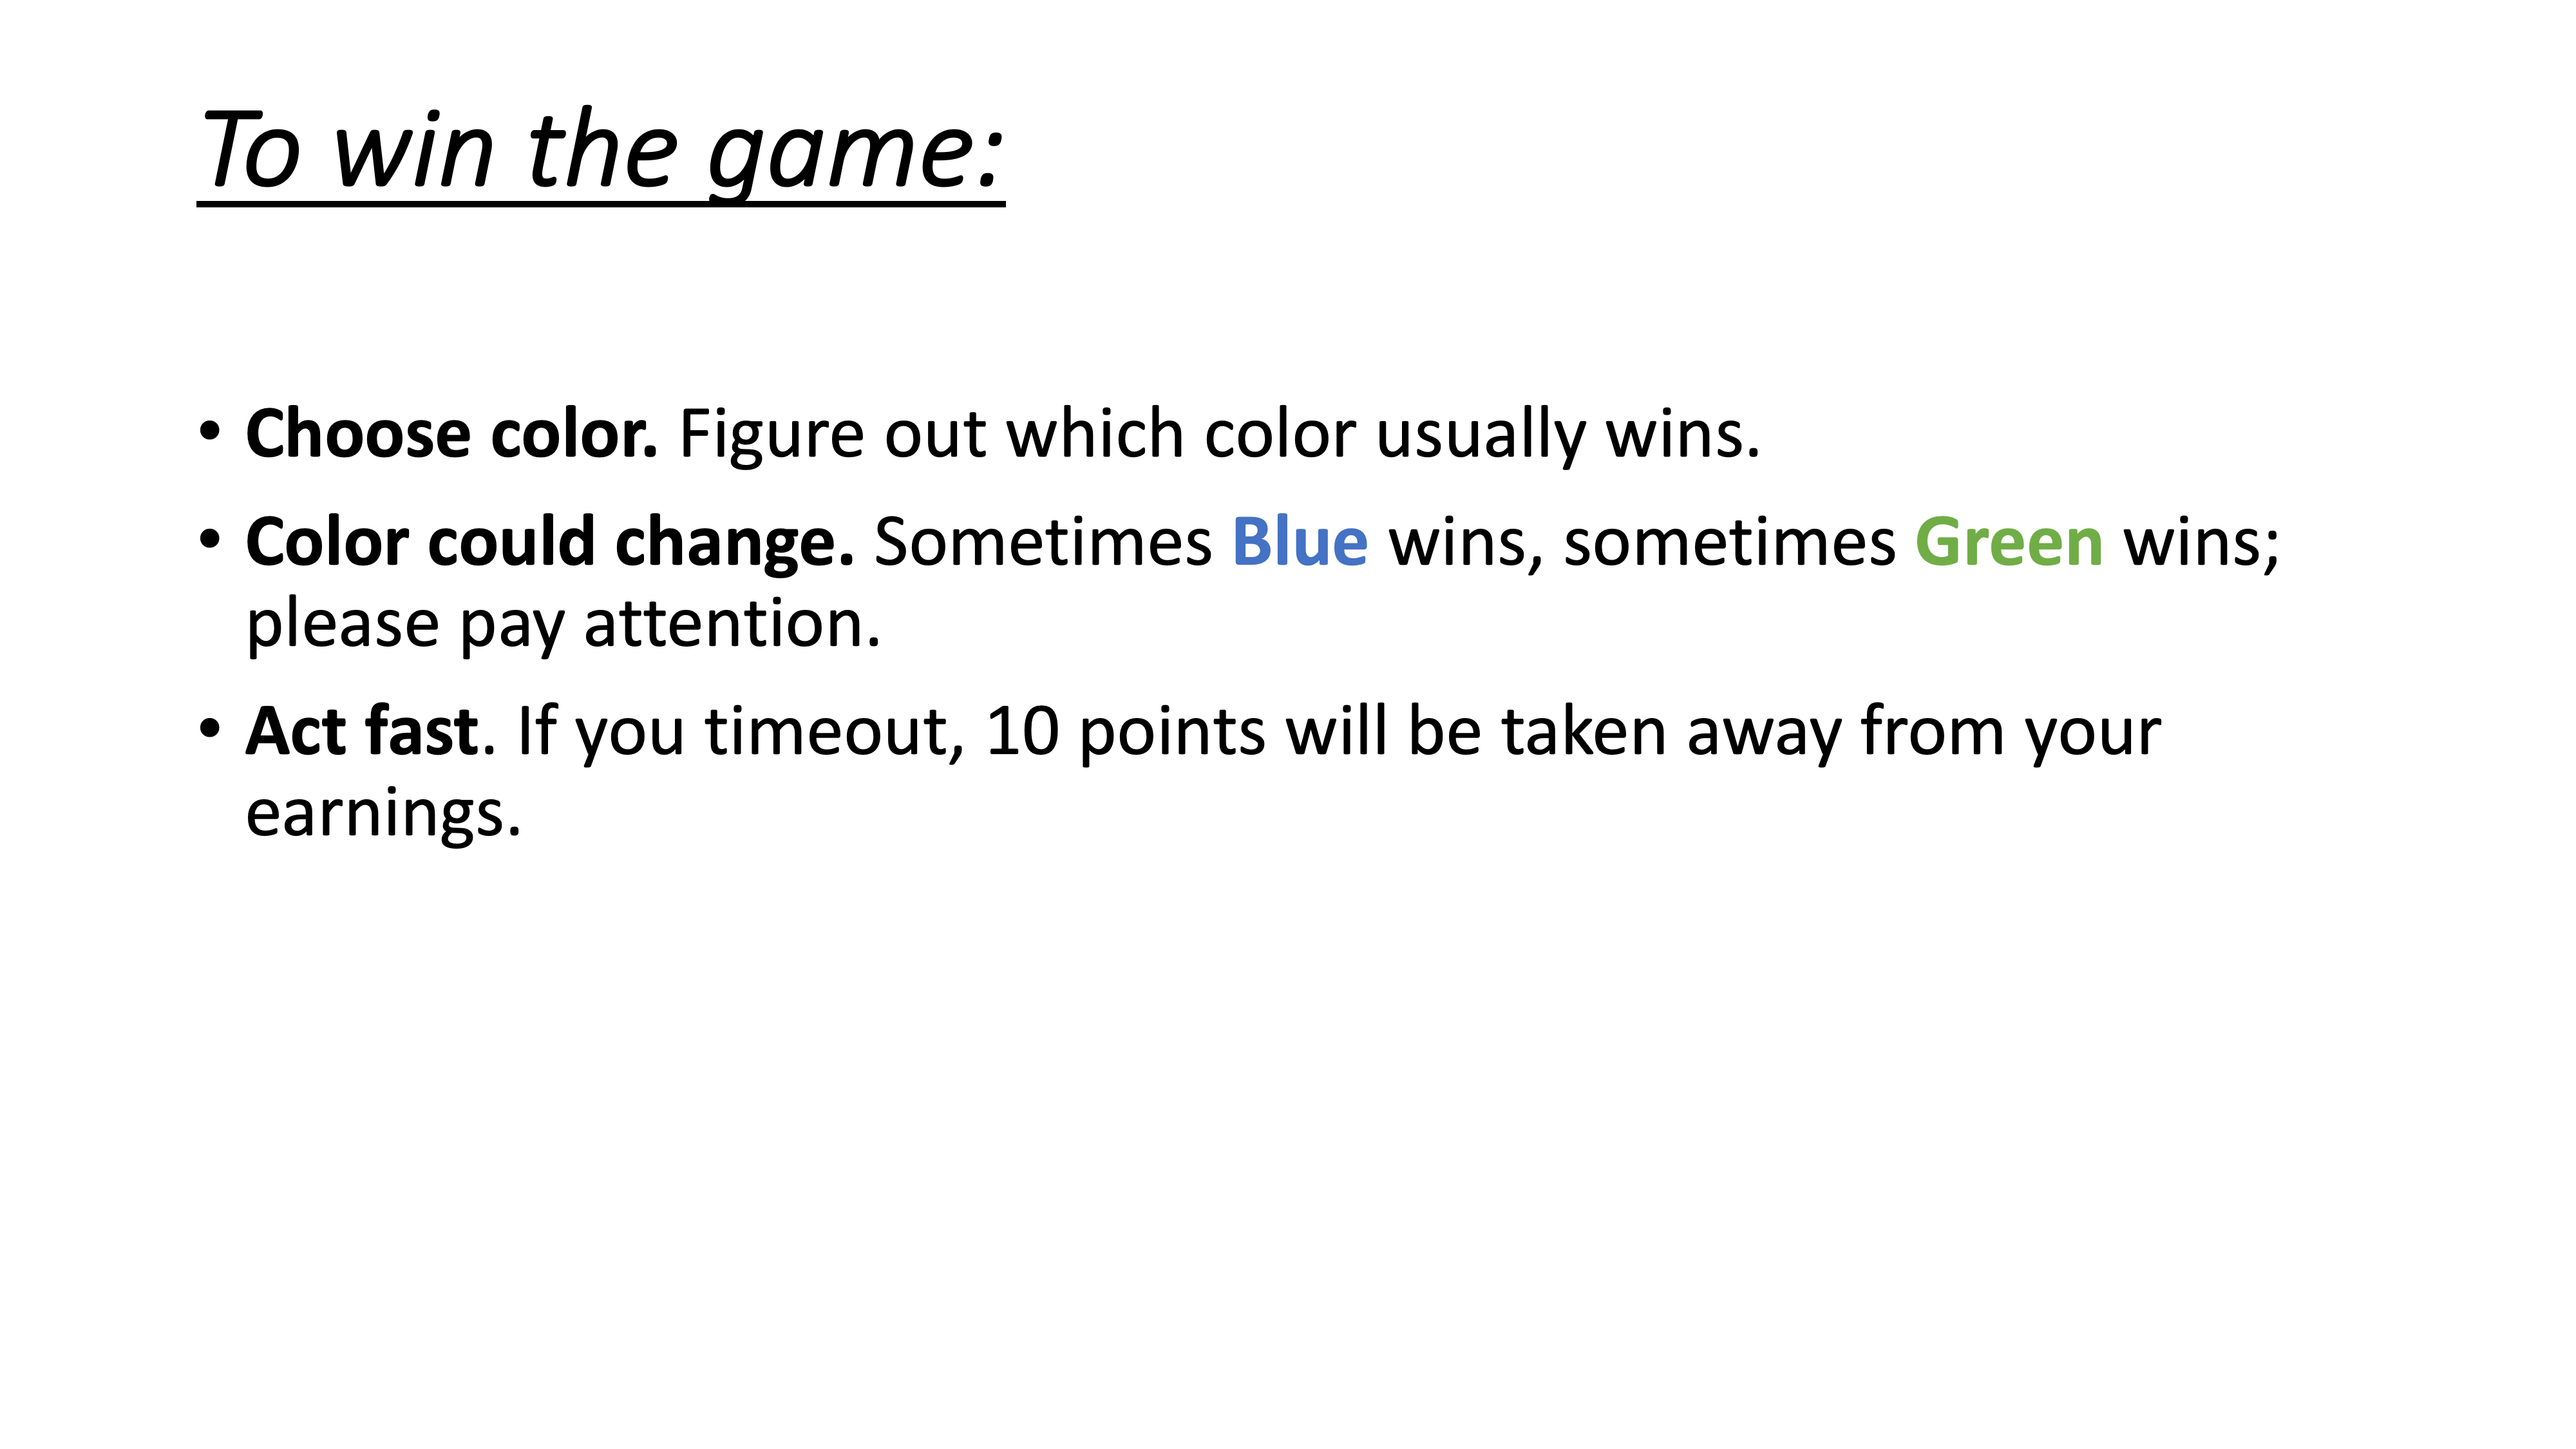 To win the game:
• Choose color. Figure out which color usually wins.
• Color could change. Sometimes Blue wins, sometimes Green wins;
please pay attention.
• Act fast. If you timeout, 10 points will be taken away from your
earnings.